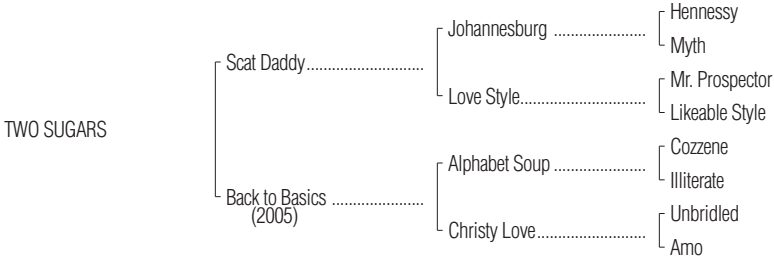 Hennessy
Johannesburg ....................
Myth
Scat Daddy..........................
Mr. Prospector
Love Style...........................
Likeable Style
TWO SUGARS
Cozzene
Alphabet Soup ....................
Illiterate
Back to Basics ....................
(2005)
Unbridled
Christy Love.......................
Amo